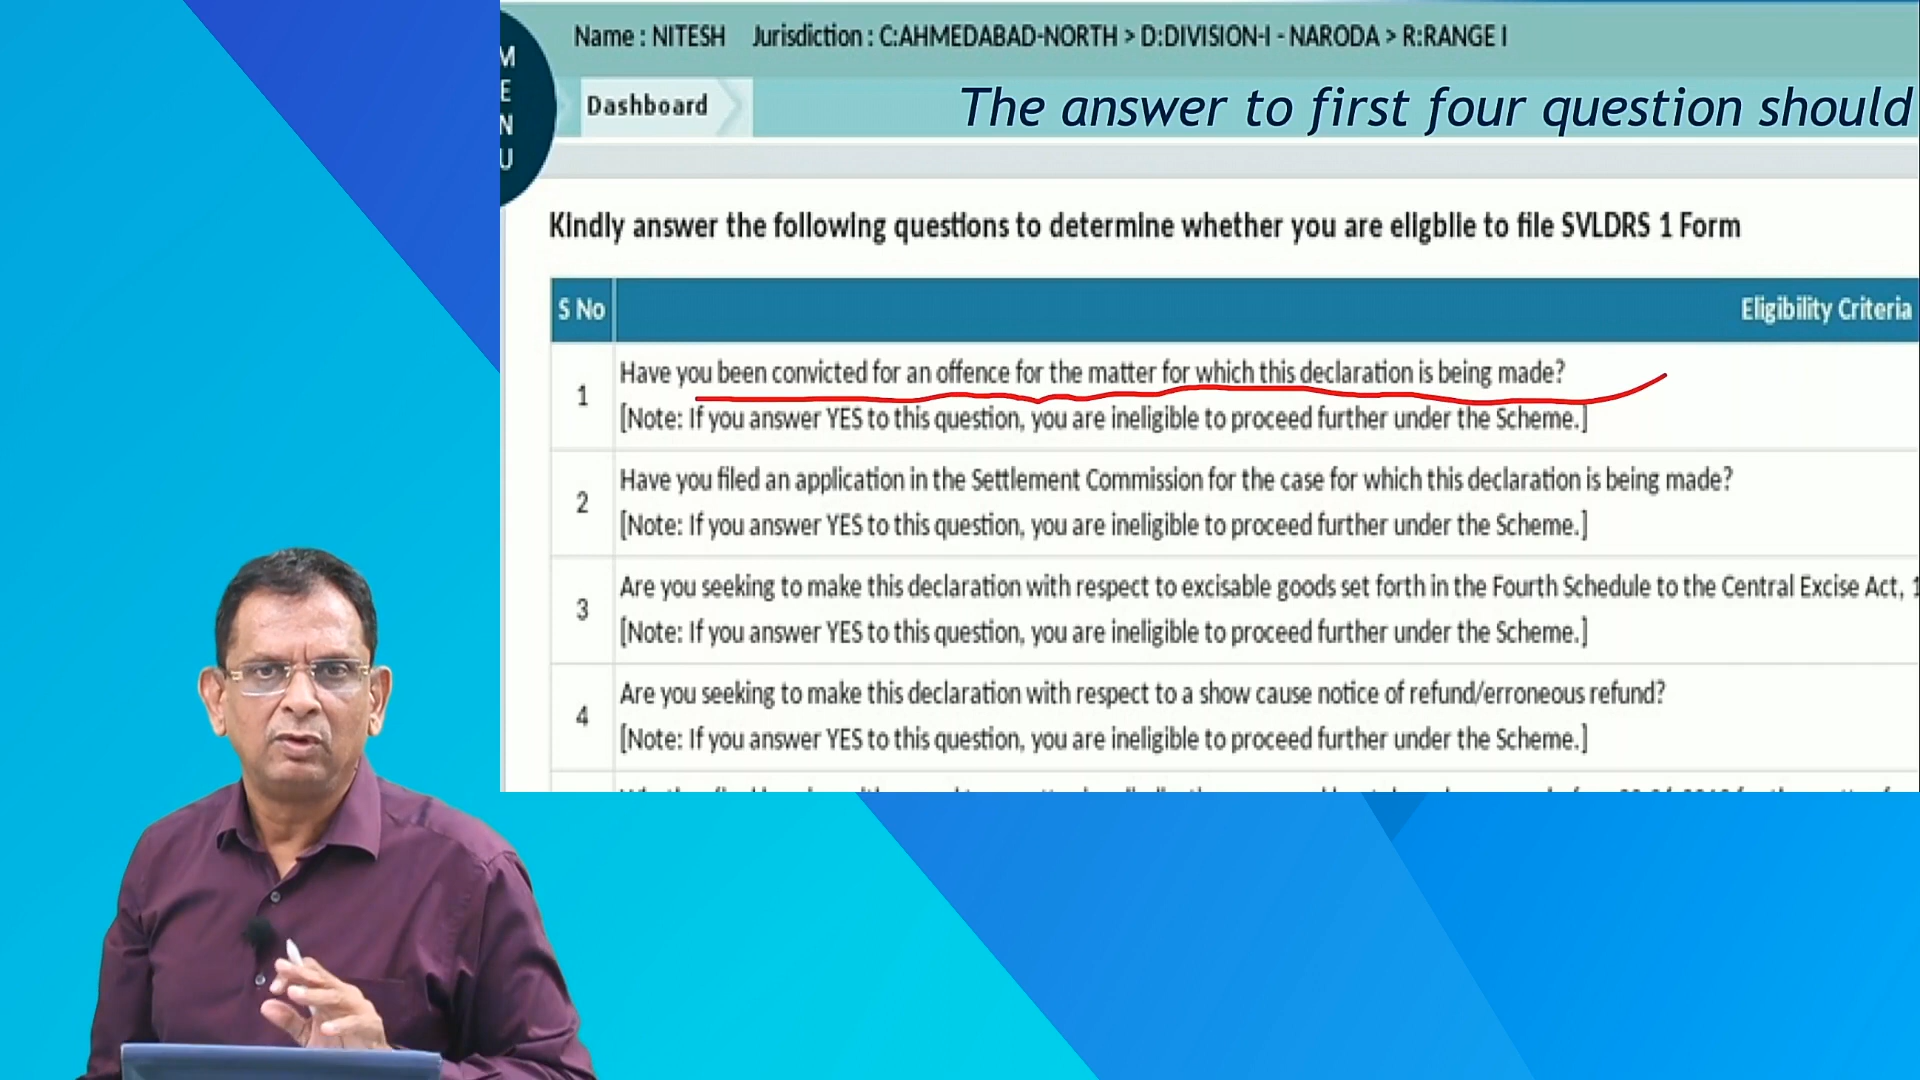 M
E
N
U
Name : NITESH Jurisdiction : C:AHMEDABAD-NORTH > D:DIVISION-I - NARODA > R:RANGE I
Dashboard
The answer to first four question should
Kindly answer the following questions to determine whether you are eligblie to file SVLDRS 1 Form
S No Eligibility Criteria
1 Have you been convicted for an offence for the matter for which this declaration is being made?
[Note: If you answer YES to this question, you are ineligible to proceed further under the Scheme.]
2 Have you filed an application in the Settlement Commission for the case for which this declaration is being made?
[Note: If you answer YES to this question, you are ineligible to proceed further under the Scheme.]
3 Are you seeking to make this declaration with respect to excisable goods set forth in the Fourth Schedule to the Central Excise Act, 1
[Note: If you answer YES to this question, you are ineligible to proceed further under the Scheme.]
4 Are you seeking to make this declaration with respect to a show cause notice of refund/erroneous refund?
[Note: If you answer YES to this question, you are ineligible to proceed further under the Scheme.]